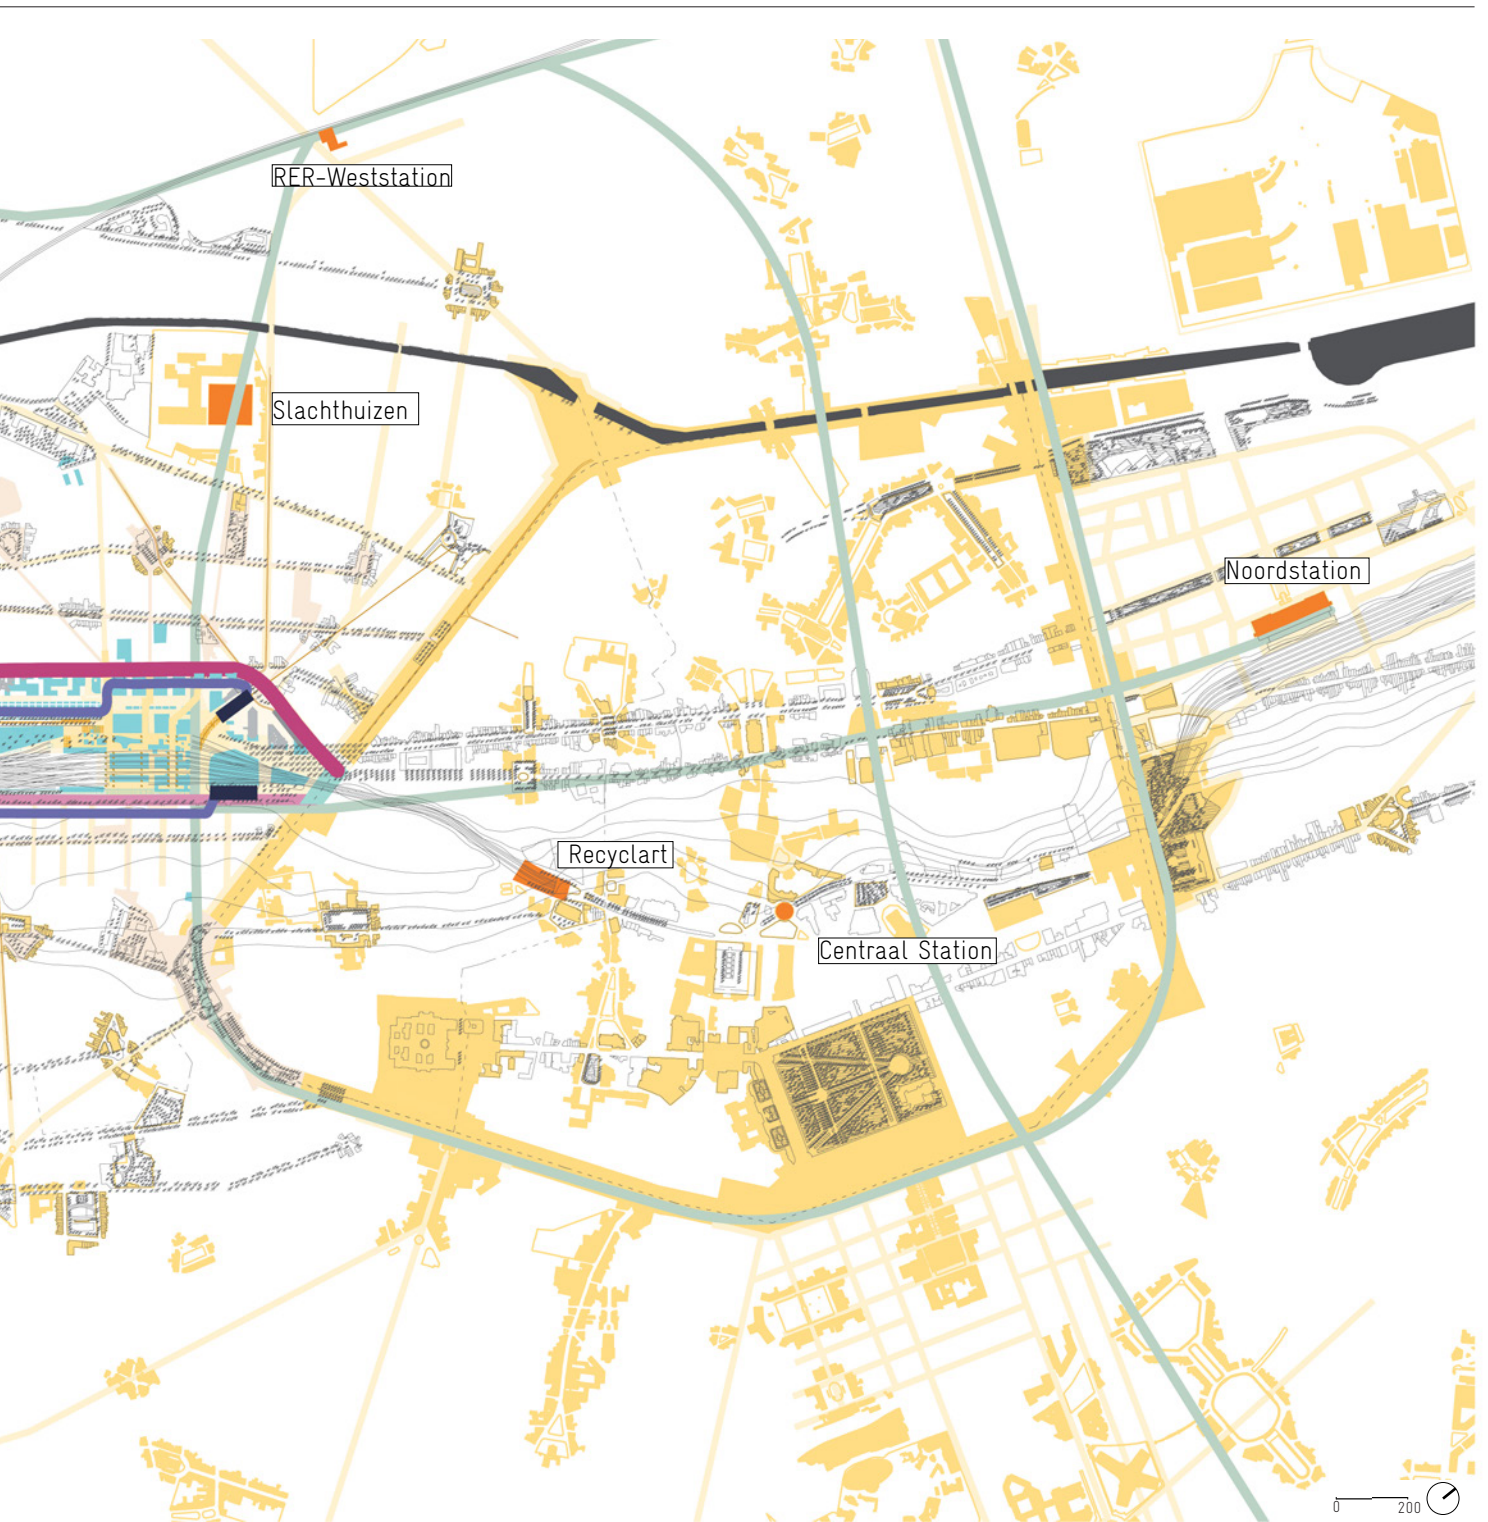 RER-Weststation
Slachthuizen
Noordstation
Recyclart
Centraal Station
0 200